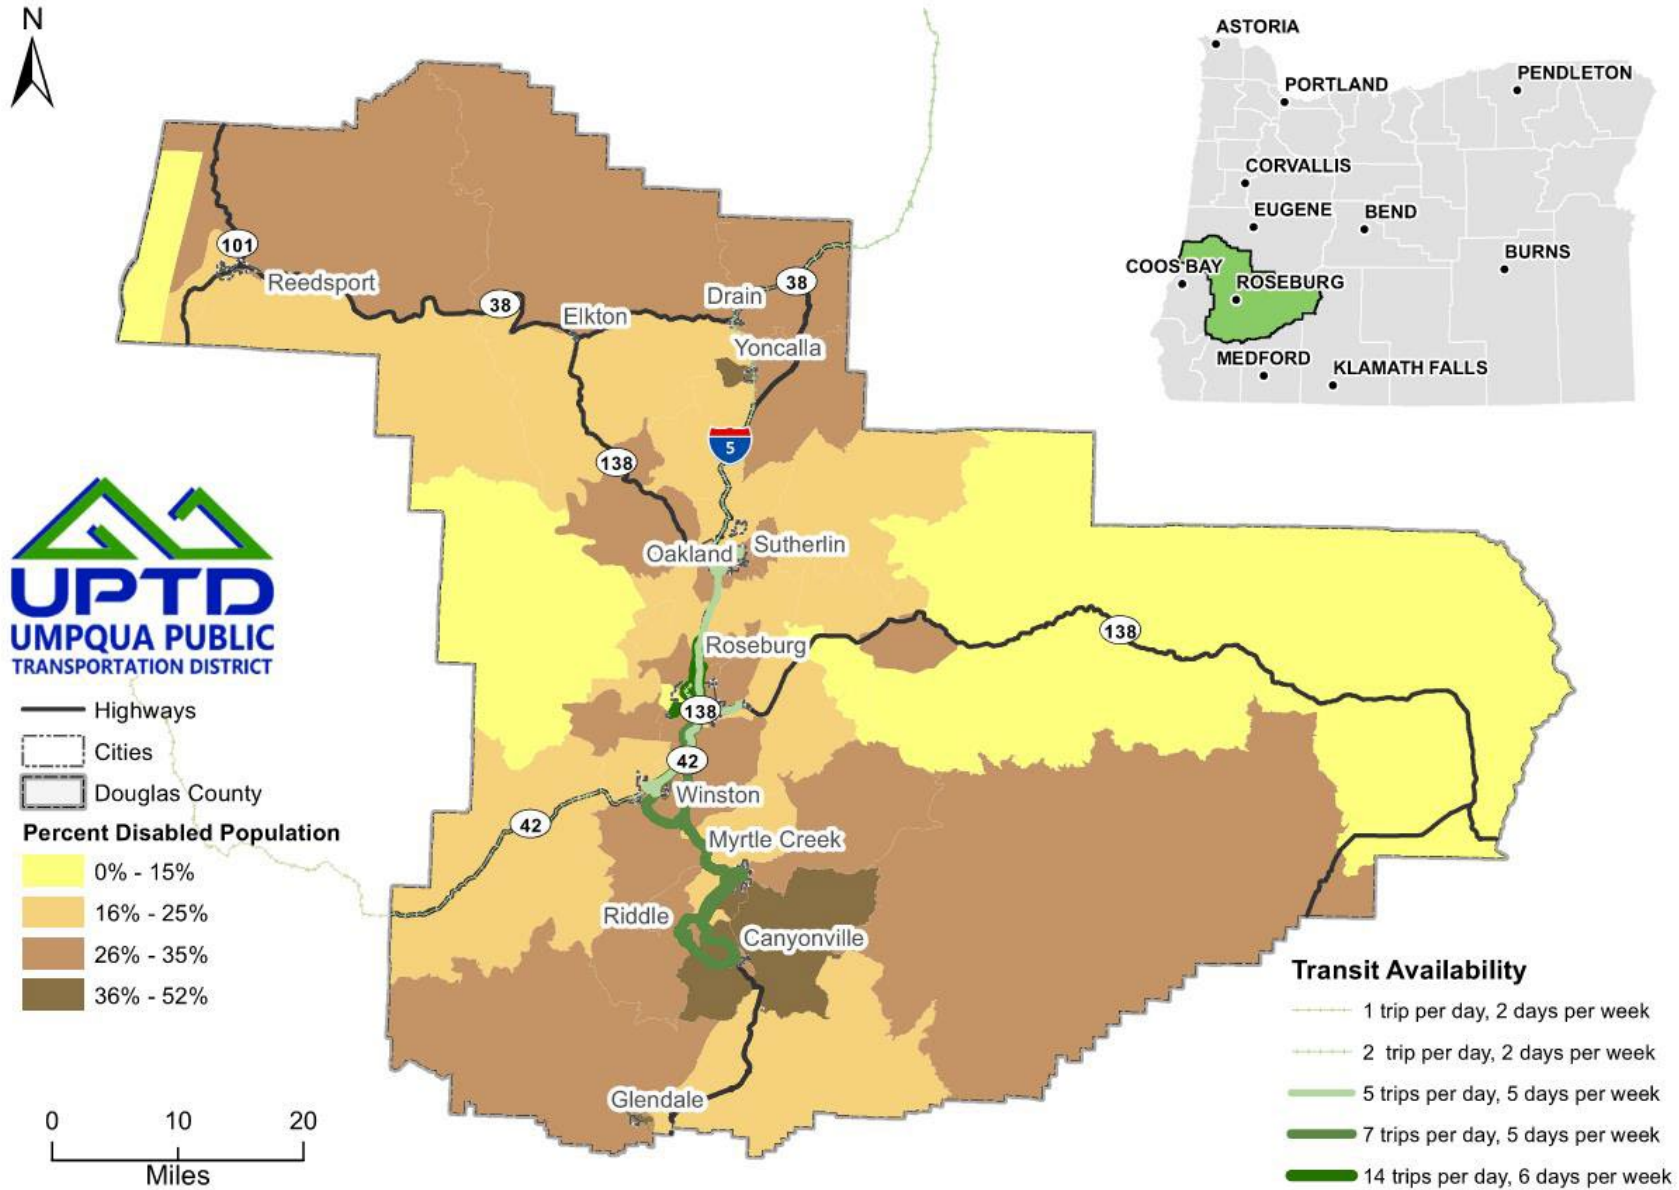 N
ASTORIA
PORTLAND
PENDLETON
CORVALLIS
EUGENE
BEND
BURNS
COOS BAY
ROSEBURG
MEDFORD
KLAMATH FALLS
101
Reedsport
38
Elkton
Drain
38
Yoncalla
5
138
Oakland
Sutherlin
Roseburg
138
138
42
Winston
42
Myrtle Creek
Riddle
Canyonville
Glendale
UPTD
UMPQUA PUBLIC
TRANSPORTATION DISTRICT
Highways
Cities
Douglas County
Percent Disabled Population
0% - 15%
16% - 25%
26% - 35%
36% - 52%
0 10 20
Miles
Transit Availability
1 trip per day, 2 days per week
2 trip per day, 2 days per week
5 trips per day, 5 days per week
7 trips per day, 5 days per week
14 trips per day, 6 days per week